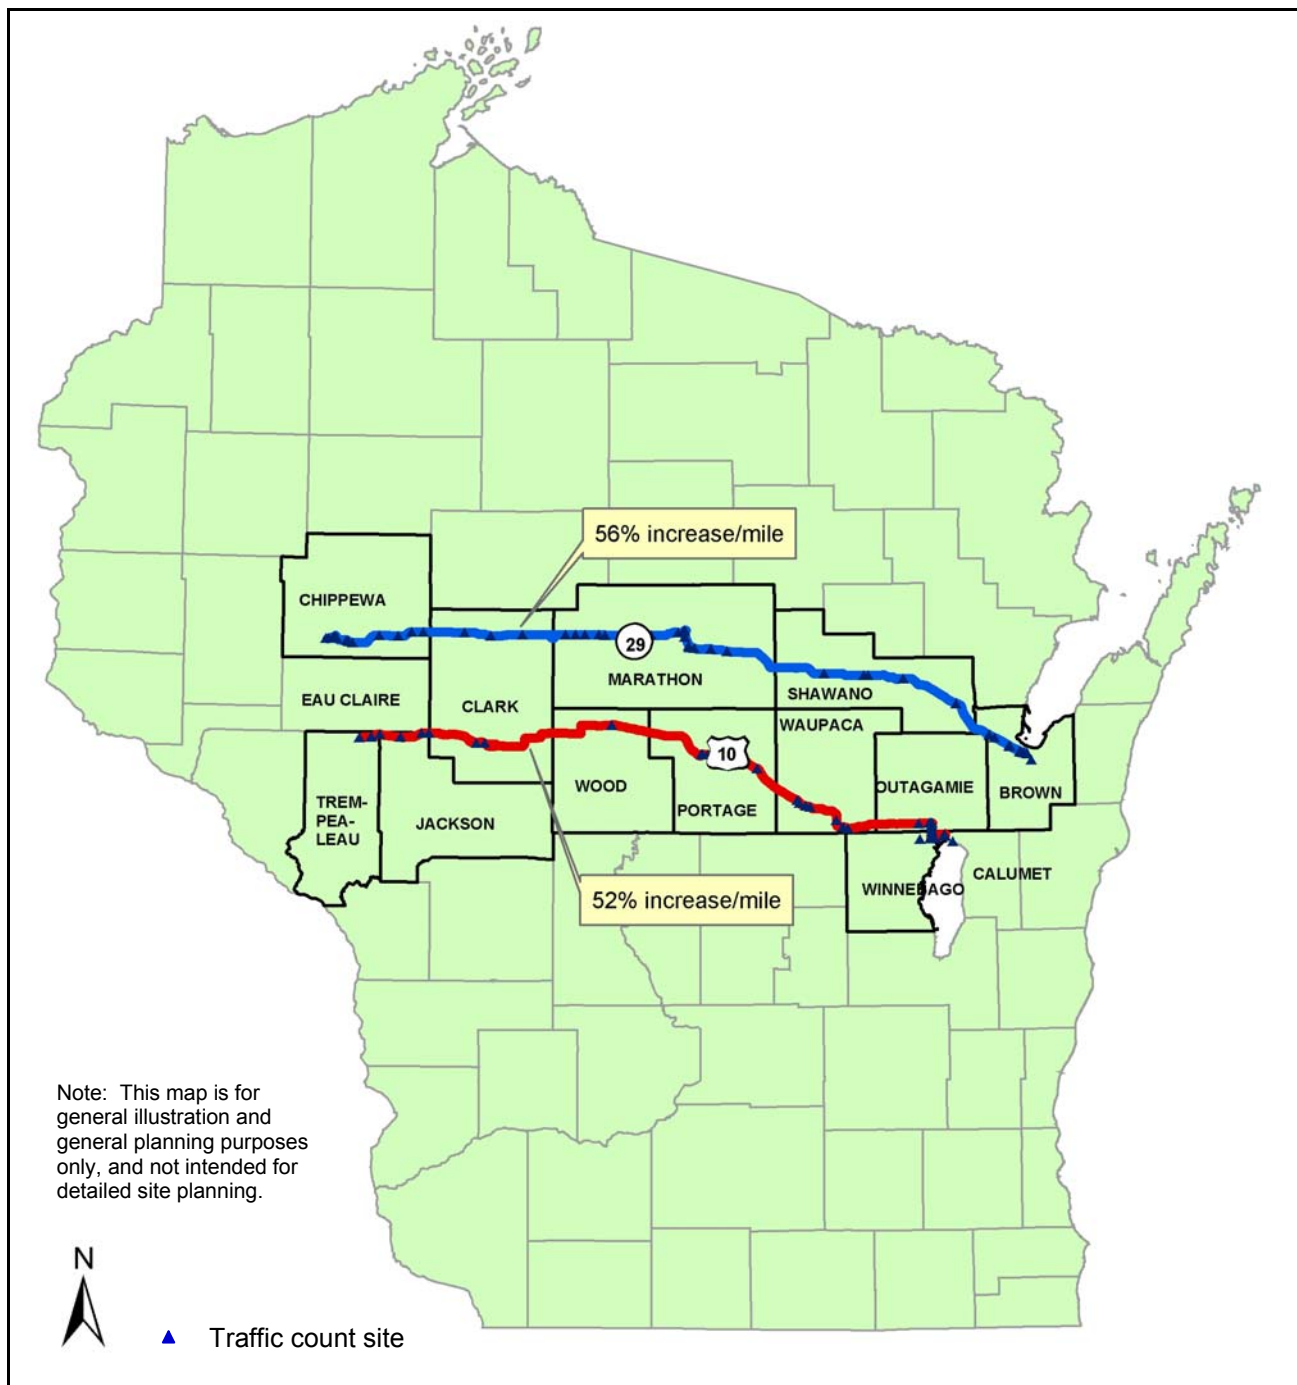 56% increase/mile
CHIPPEWA
29
MARATHON
EAU CLAIRE
CLARK
SHAWANO
WAUPACA
10
WOOD
PORTAGE
OUTAGAMIE
BROWN
TREM-
PEA-
LEAU
JACKSON
CALUMET
WINNEBAGO
52% increase/mile
Note: This map is for
general illustration and
general planning purposes
only, and not intended for
detailed site planning.
N
Traffic count site